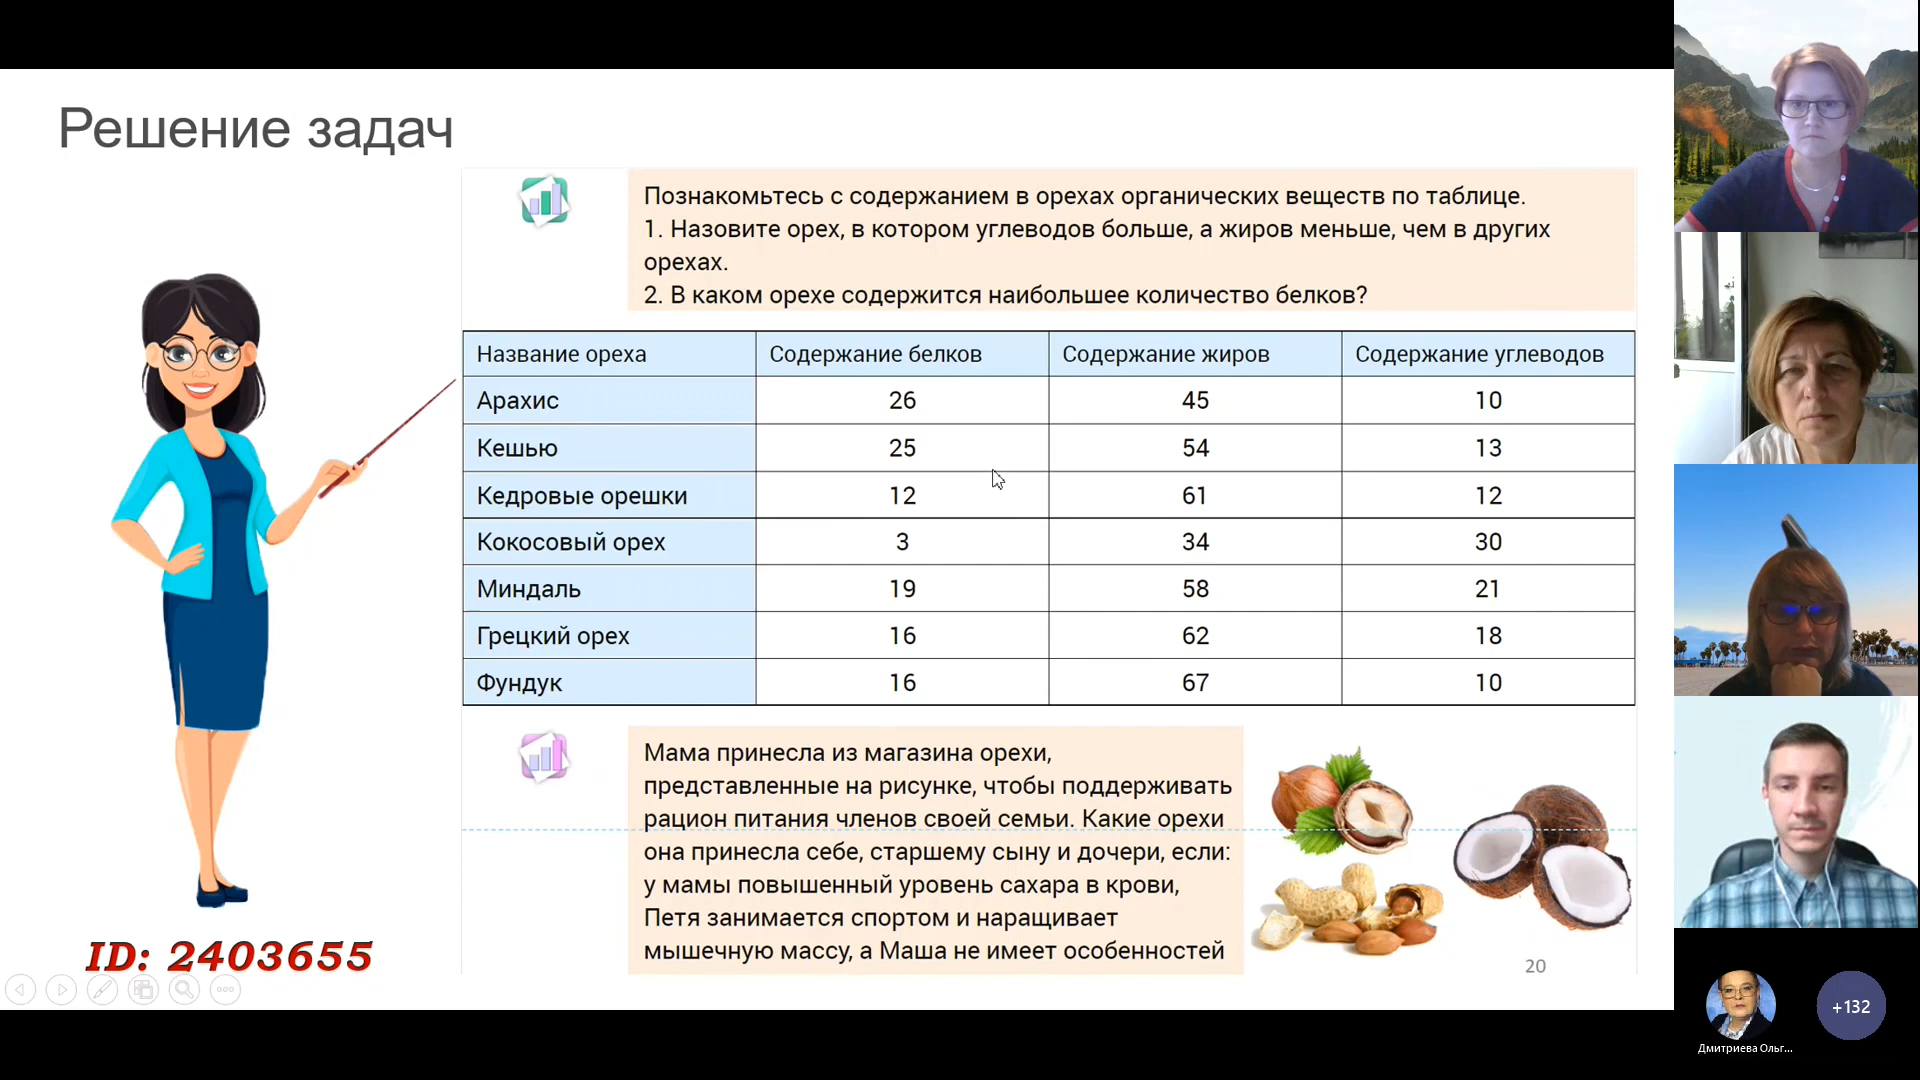 Решение задач
Познакомьтесь с содержанием в орехах органических веществ по таблице.
1. Назовите орех, в котором углеводов больше, а жиров меньше, чем в других
орехах.
2. В каком орехе содержится наибольшее количество белков?
Название ореха Содержание белков Содержание жиров Содержание углеводов
Арахис 26 45 10
Кешью 25 54 13
Кедровые орешки 12 61 12
Кокосовый орех 3 34 30
Миндаль 19 58 21
Грецкий орех 16 62 18
Фундук 16 67 10
Мама принесла из магазина орехи,
представленные на рисунке, чтобы поддерживать
рацион питания членов своей семьи. Какие орехи
она принесла себе, старшему сыну и дочери, если:
у мамы повышенный уровень сахара в крови,
Петя занимается спортом и наращивает
мышечную массу, а Маша не имеет особенностей
20
ID: 2403655
+132
Дмитриева Ольг...